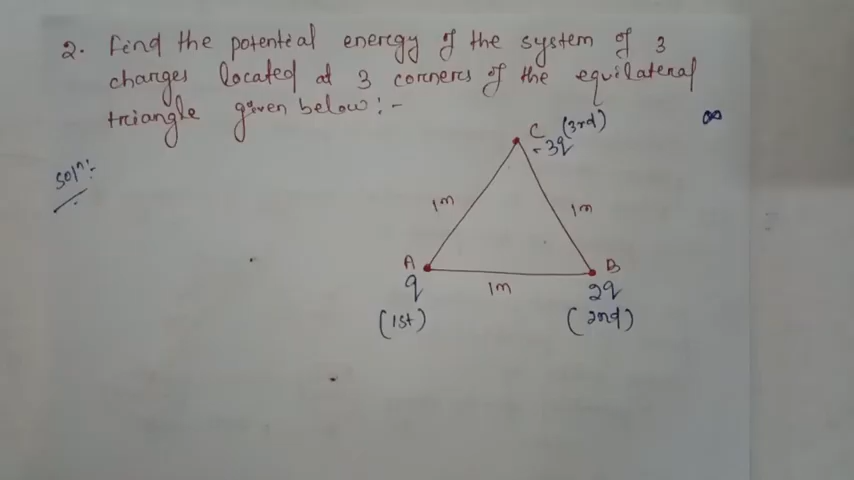 2. Find the potential energy of the system of 3
charges located at 3 corners of the equilateral
triangle given below:-
∞
C (3rd)
-3q
Soln:-
1m
1m
A
B
q
1m
2q
(1st)
(2nd)